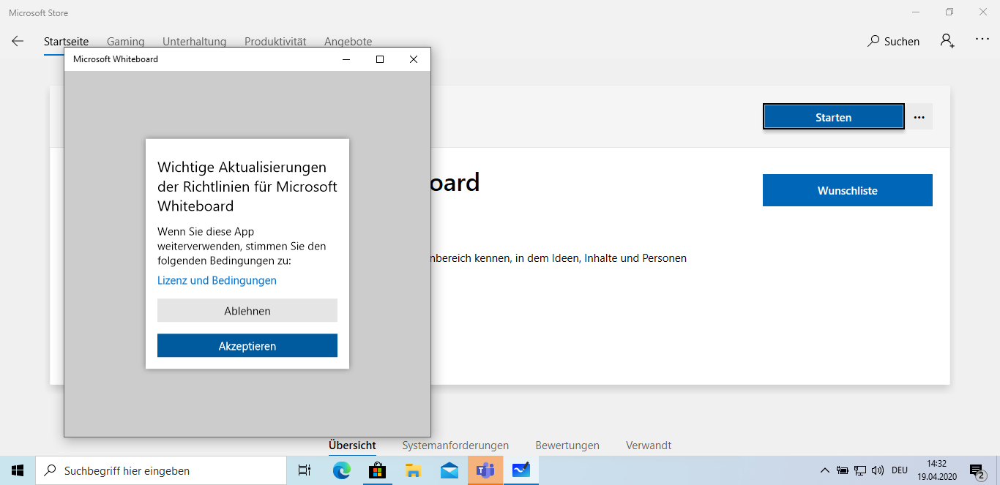 Microsoft Store
Startseite Gaming Unterhaltung Produktivität Angebote Suchen
Microsoft Whiteboard
Starten
Wichtige Aktualisierungen
der Richtlinien für Microsoft
Whiteboard
oard
Wunschliste
Wenn Sie diese App
weiterverwenden, stimmen Sie den
folgenden Bedingungen zu:
nbereich kennen, in dem Ideen, Inhalte und Personen
Lizenz und Bedingungen
Ablehnen
Akzeptieren
Übersicht Systemanforderungen Bewertungen Verwandt
Suchbegriff hier eingeben
DEU
14:32
19.04.2020
2